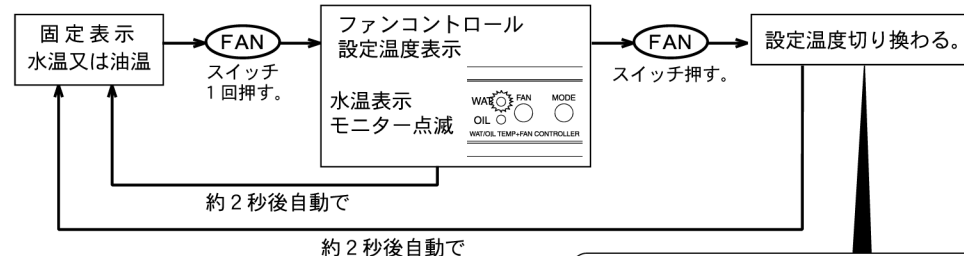 固定表示
水温又は油温
FAN
スイッチ
1回押す。
ファンコントロール
設定温度表示
水温表示
モニター点滅
WAT
FAN
MODE
OIL
WAT/OIL TEMP+FAN CONTROLLER
FAN
スイッチ押す。
設定温度切り換わる。
約2秒後自動で
約2秒後自動で